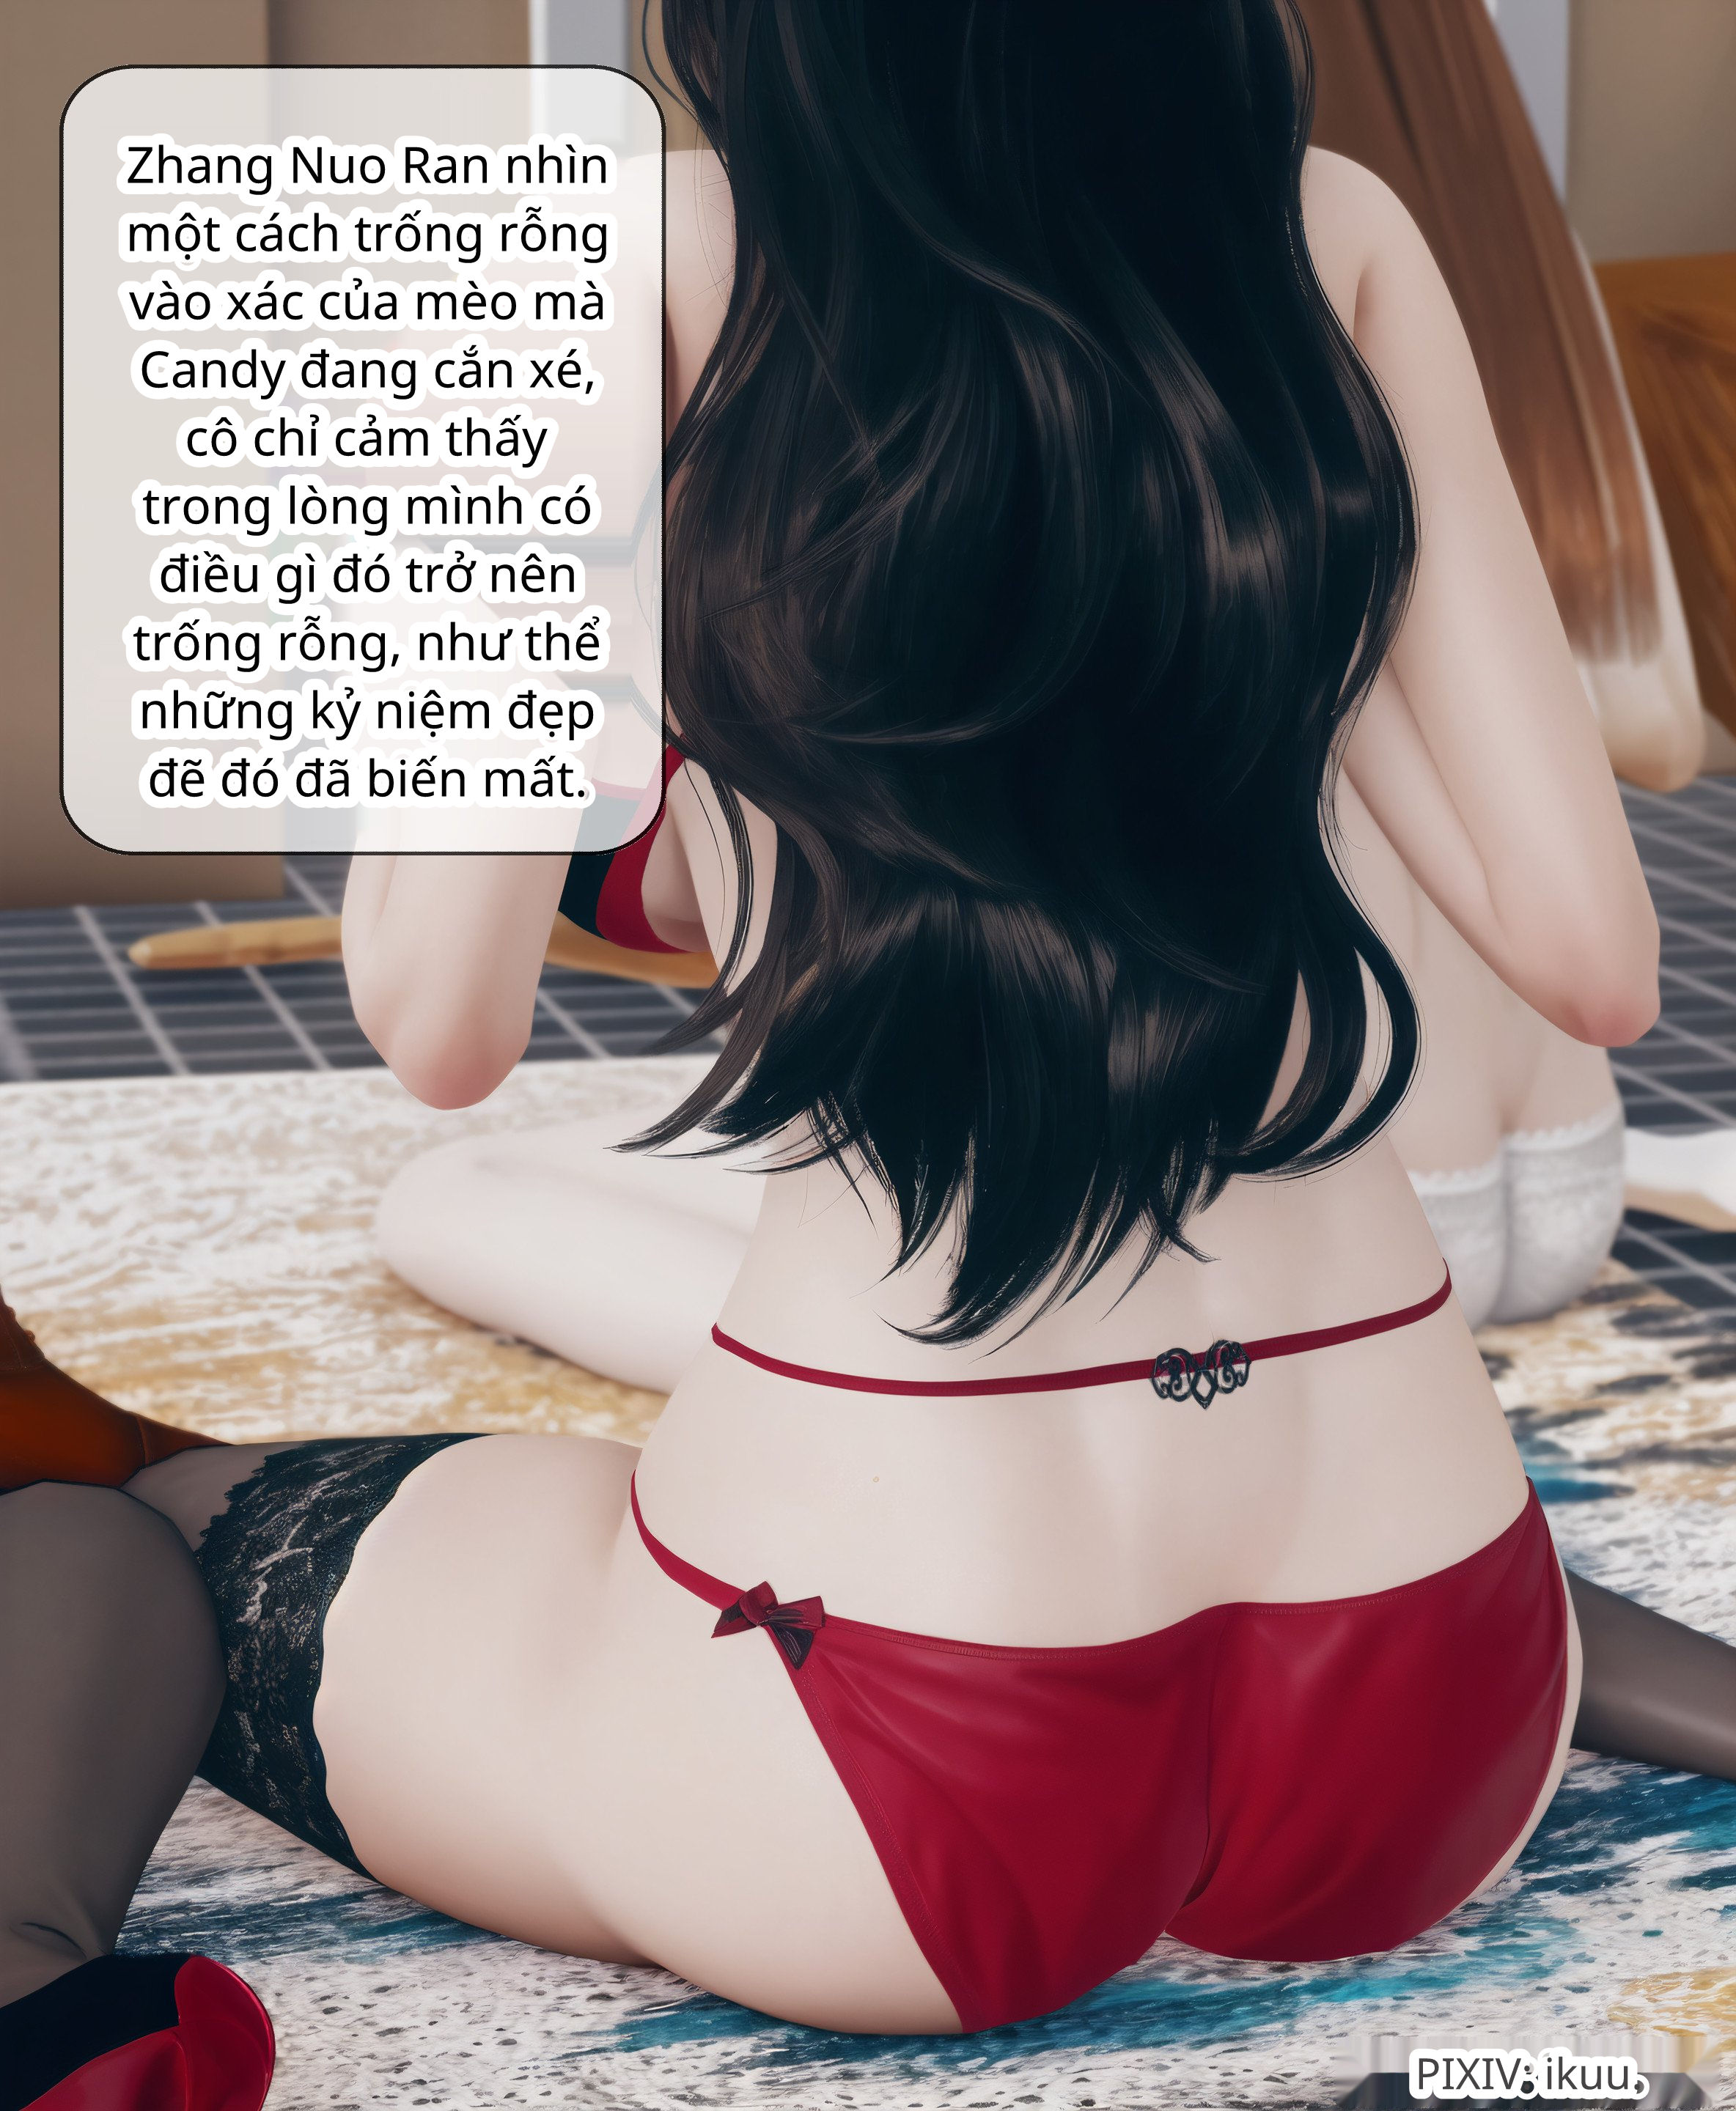 Zhang Nuo Ran nhìn
một cách trống rỗng
vào xác của mèo mà
Candy đang cắn xé,
cô chỉ cảm thấy
trong lòng mình có
điều gì đó trở nên
trống rỗng, như thể
những kỷ niệm đẹp
đẽ đó đã biến mất.
PIXIV: ikuu.